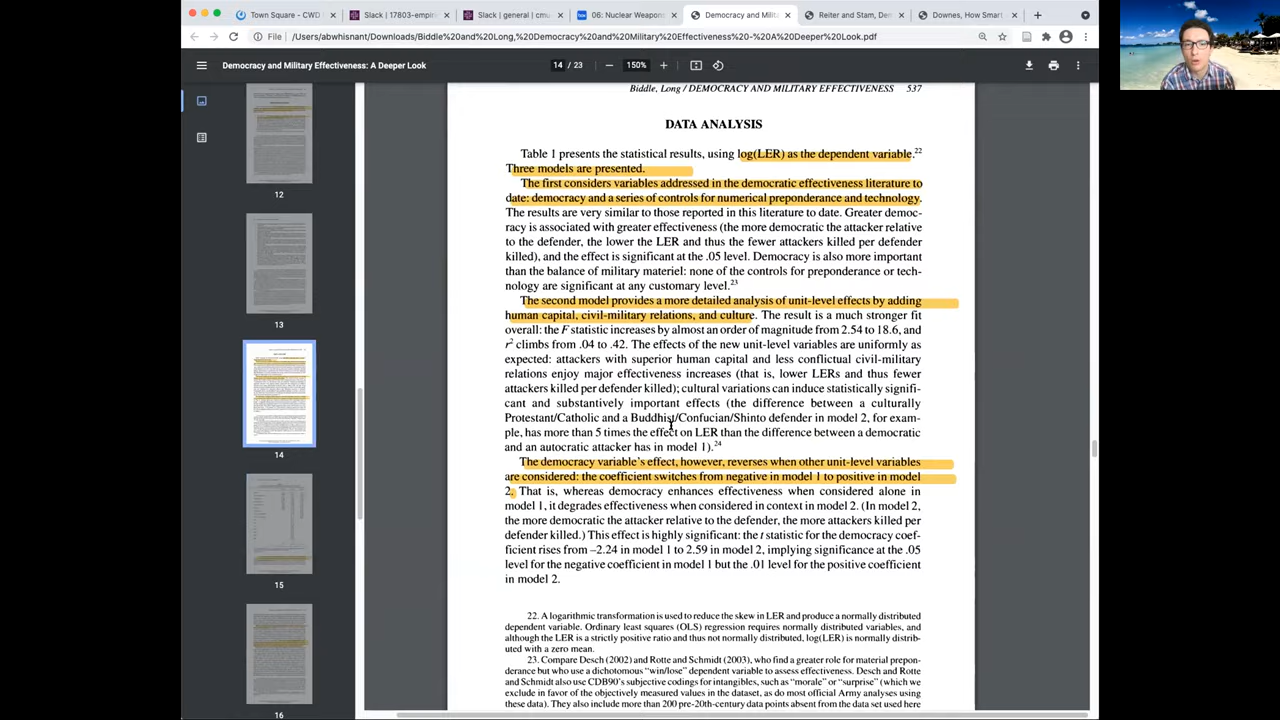 Town Square - CWD
Slack | 17803-empir
Slack | general | cmu
06: Nuclear Weapons
Democracy and Milit
Reiter and Stam, Dem
Downes, How Smart
File | /Users/abwhisnant/Downloads/Biddle%20and%20Long,%20Democracy%20and%20Military%20Effectiveness%20-%20A%20Deeper%20Look.pdf
Democracy and Military Effectiveness: A Deeper Look
14 / 23
150%
12
13
14
15
16
Biddle, Long / DEMOCRACY AND MILITARY EFFECTIVENESS 537
DATA ANALYSIS
Table 1 presents the statistical results, using log(LER) as the dependent variable.22
Three models are presented.
The first considers variables addressed in the democratic effectiveness literature to
date: democracy and a series of controls for numerical preponderance and technology.
The results are very similar to those reported in this literature to date. Greater democ-
racy is associated with greater effectiveness (the more democratic the attacker relative
to the defender, the lower the LER and thus the fewer attackers killed per defender
killed), and the effect is significant at the .05 level. Democracy is also more important
than the balance of military materiel: none of the controls for preponderance or tech-
nology are significant at any customary level.23
The second model provides a more detailed analysis of unit-level effects by adding
human capital, civil-military relations, and culture. The result is a much stronger fit
overall: the F statistic increases by almost an order of magnitude from 2.54 to 18.6, and
r2 climbs from .04 to .42. The effects of the new unit-level variables are uniformly as
expected: attackers with superior human capital and less conflictual civil-military
relations enjoy major effectiveness increases (that is, lower LERs and thus fewer
attackers killed per defender killed); cultural variations can induce statistically signifi-
cant and substantively important effects (the difference between a culturally
Protestant/Catholic and a Buddhist/Confucian/Shinto defender in model 2, for exam-
ple, has more than 5 times the effect on LER than the difference between a democratic
and an autocratic attacker has in model 1).24
The democracy variable's effect, however, reverses when other unit-level variables
are considered: the coefficient switches from negative in model 1 to positive in model
2. That is, whereas democracy enhances effectiveness when considered alone in
model 1, it degrades effectiveness when considered in context in model 2. (In model 2,
the more democratic the attacker relative to the defender, the more attackers killed per
defender killed.) This effect is highly significant: the t statistic for the democracy coef-
ficient rises from –2.24 in model 1 to 2.59 in model 2, implying significance at the .05
level for the negative coefficient in model 1 but the .01 level for the positive coefficient
in model 2.
22. A logarithmic transformation is used to reduce the skew in LER and produce a normally distributed
dependent variable. Ordinary least squares (OLS) regression requires normally distributed variables, and
although the LER is a strictly positive ratio and thus nonnormally distributed, log(LER) is normally distrib-
uted with a zero mean.
23. Compare Desch (2002) and Rotte and Schmidt (2003), who find a greater role for material prepon-
derance but who use a dichotomous "win/lose" dependent variable to assess effectiveness. Desch and Rotte
and Schmidt also use CDB90's subjective codings for intangibles, such as "morale" or "surprise" (which we
exclude in favor of the objectively measured values in the dataset, as do most official Army analyses using
these data). They also include more than 200 pre-20th-century data points absent from the data set used here